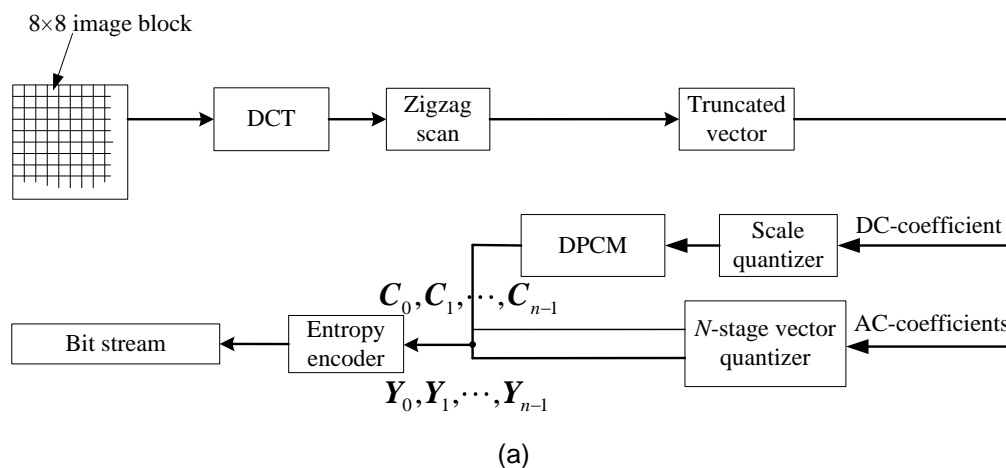 8×8 image block
DCT
Zigzag
scan
Truncated
vector
DPCM
Scale
quantizer
DC-coefficient
C₀,C₁,⋯,Cₙ₋₁
Bit stream
Entropy
encoder
N-stage vector
quantizer
AC-coefficients
Y₀,Y₁,⋯,Yₙ₋₁
(a)